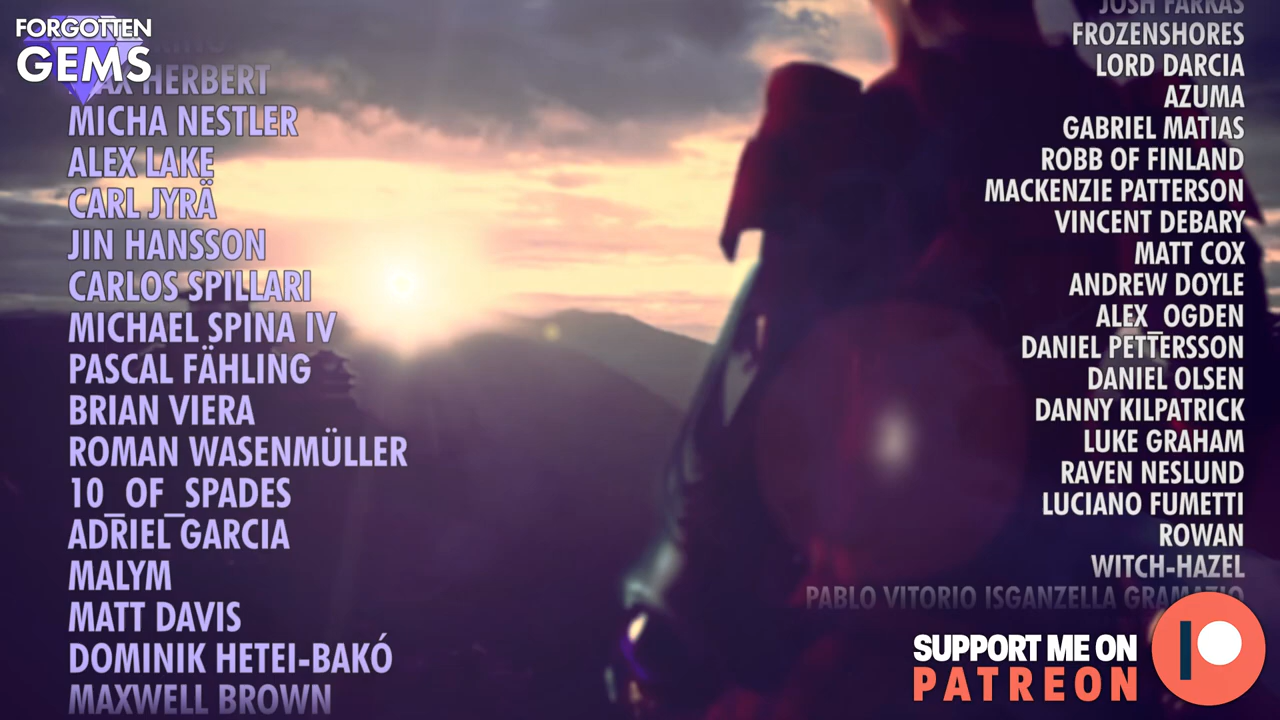 FORGOTTEN
GEMS
HERBERT
MICHA NESTLER
ALEX LAKE
CARL JYRÄ
JIN HANSSON
CARLOS SPILLARI
MICHAEL SPINA IV
PASCAL FÄHLING
BRIAN VIERA
ROMAN WASENMÜLLER
10_OF_SPADES
ADRIEL GARCIA
MALYM
MATT DAVIS
DOMINIK HETEI-BAKÓ
MAXWELL BROWN
JOSH FARKAS
FROZENSHORES
LORD DARCIA
AZUMA
GABRIEL MATIAS
ROBB OF FINLAND
MACKENZIE PATTERSON
VINCENT DEBARY
MATT COX
ANDREW DOYLE
ALEX_OGDEN
DANIEL PETTERSSON
DANIEL OLSEN
DANNY KILPATRICK
LUKE GRAHAM
RAVEN NESLUND
LUCIANO FUMETTI
ROWAN
WITCH-HAZEL
PABLO VITORIO ISGANZELLA GRAMAZIO
SUPPORT ME ON
PATREON